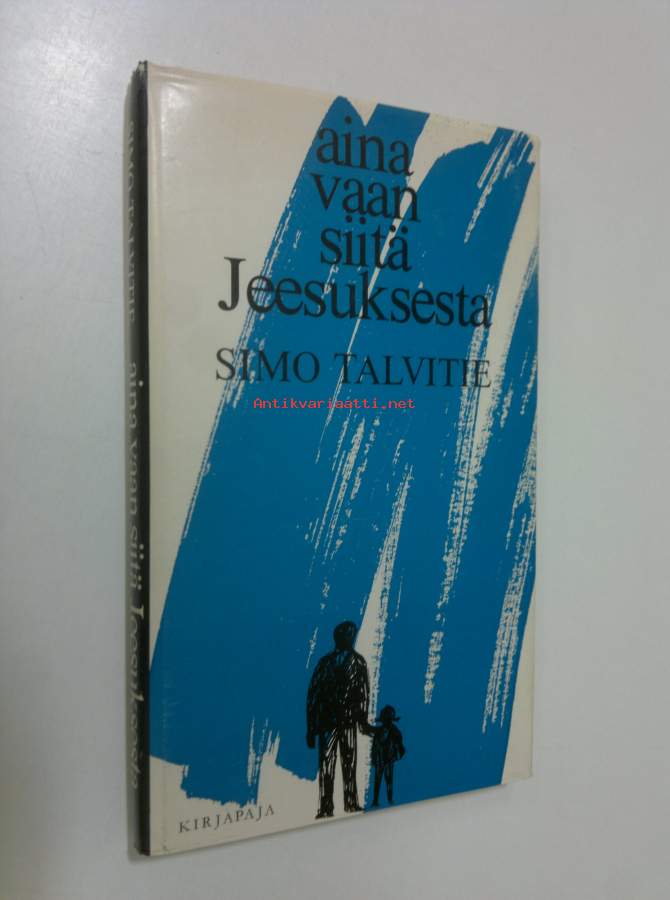 aina
vaan
siitä
Jeesuksesta
SIMO TALVITIE
Antikvariaatti.net
KIRJAPAJA
SIMO TALVITIE aina vaan siitä Jeesuksesta